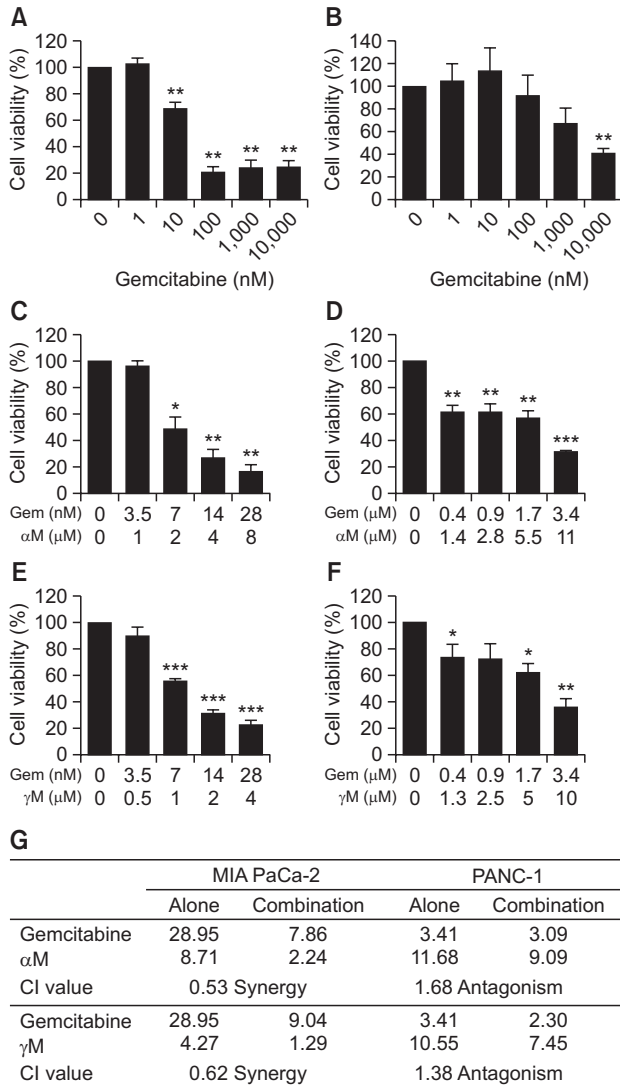 A
B
Cell viability (%)
120
100
80
60
40
20
0
**
**
**
**
0
1
10
100
1,000
10,000
Gemcitabine (nM)
Cell viability (%)
140
120
100
80
60
40
20
0
**
0
1
10
100
1,000
10,000
Gemcitabine (nM)
C
D
Cell viability (%)
120
100
80
60
40
20
0
*
**
**
Gem (nM) 0 3.5 7 14 28
αM (μM) 0 1 2 4 8
Cell viability (%)
120
100
80
60
40
20
0
**
**
**
***
Gem (μM) 0 0.4 0.9 1.7 3.4
αM (μM) 0 1.4 2.8 5.5 11
E
F
Cell viability (%)
120
100
80
60
40
20
0
***
***
***
Gem (nM) 0 3.5 7 14 28
γM (μM) 0 0.5 1 2 4
Cell viability (%)
120
100
80
60
40
20
0
*
*
**
Gem (μM) 0 0.4 0.9 1.7 3.4
γM (μM) 0 1.3 2.5 5 10
G
MIA PaCa-2 PANC-1
Alone Combination Alone Combination
Gemcitabine 28.95 7.86 3.41 3.09
αM 8.71 2.24 11.68 9.09
CI value 0.53 Synergy 1.68 Antagonism
Gemcitabine 28.95 9.04 3.41 2.30
γM 4.27 1.29 10.55 7.45
CI value 0.62 Synergy 1.38 Antagonism